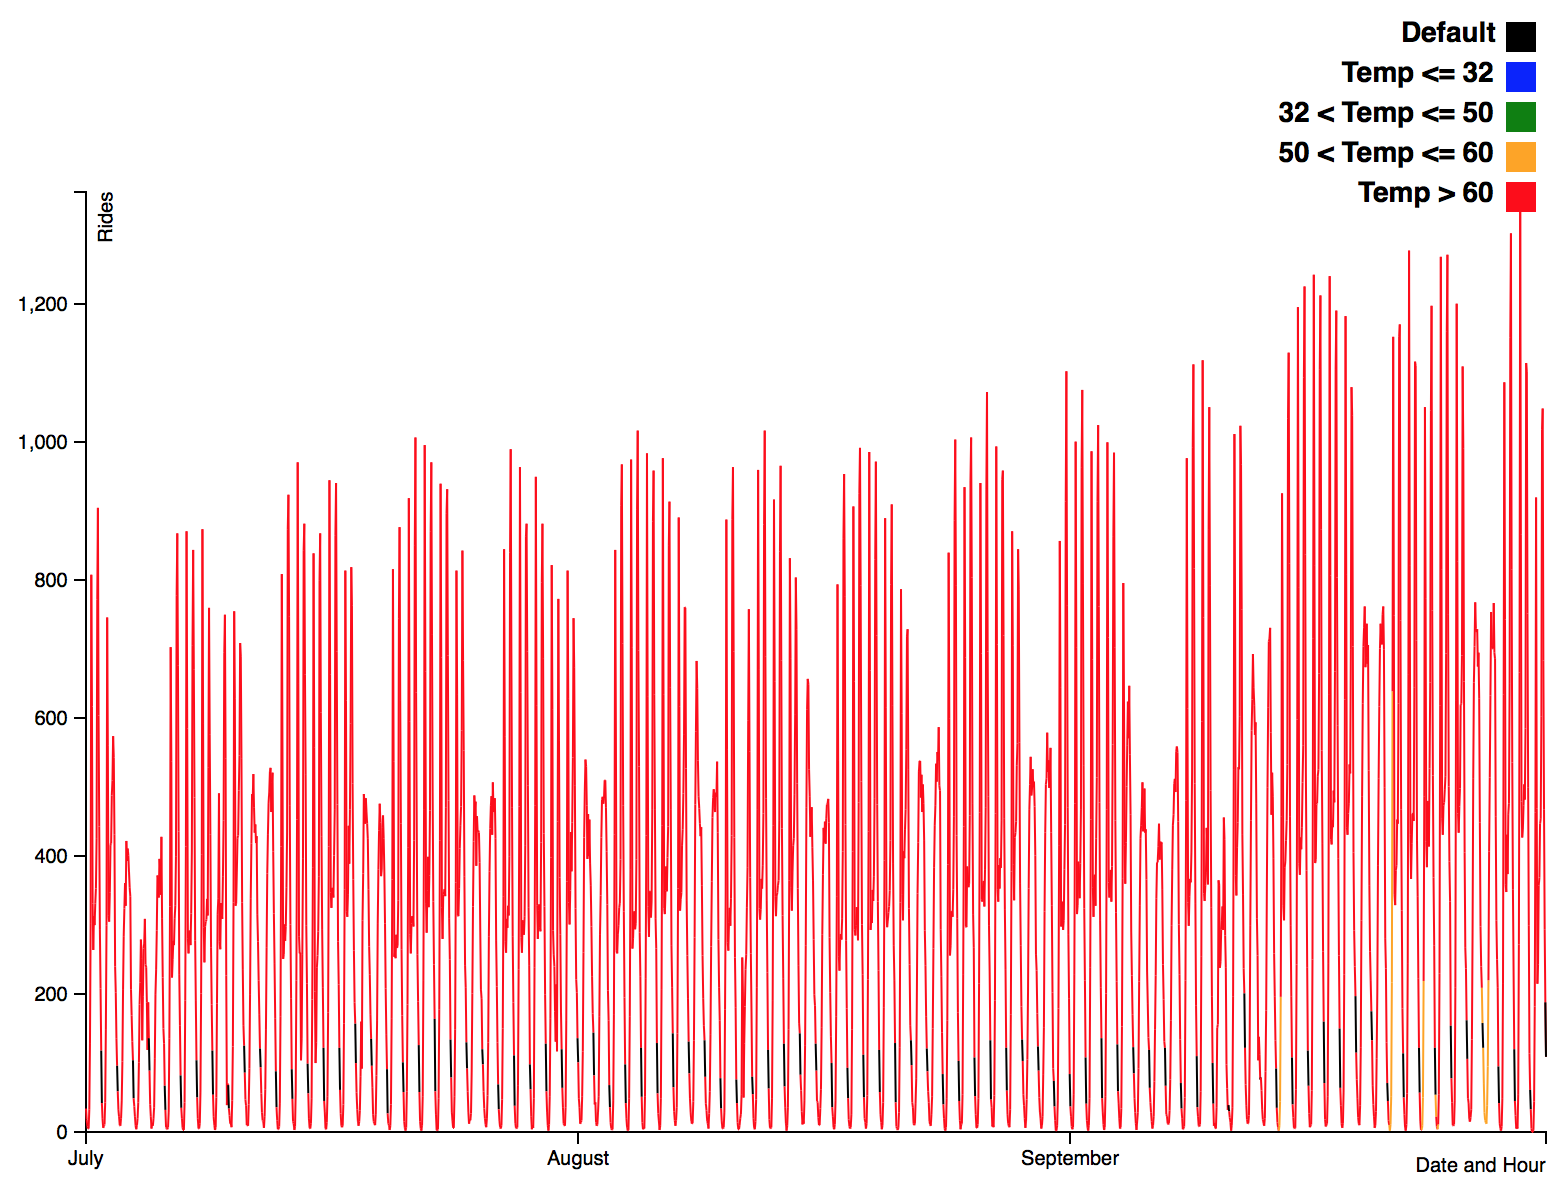 Default
Temp <= 32
32 < Temp <= 50
50 < Temp <= 60
Temp > 60
Rides
1,200
1,000
800
600
400
200
0
July
August
September
Date and Hour